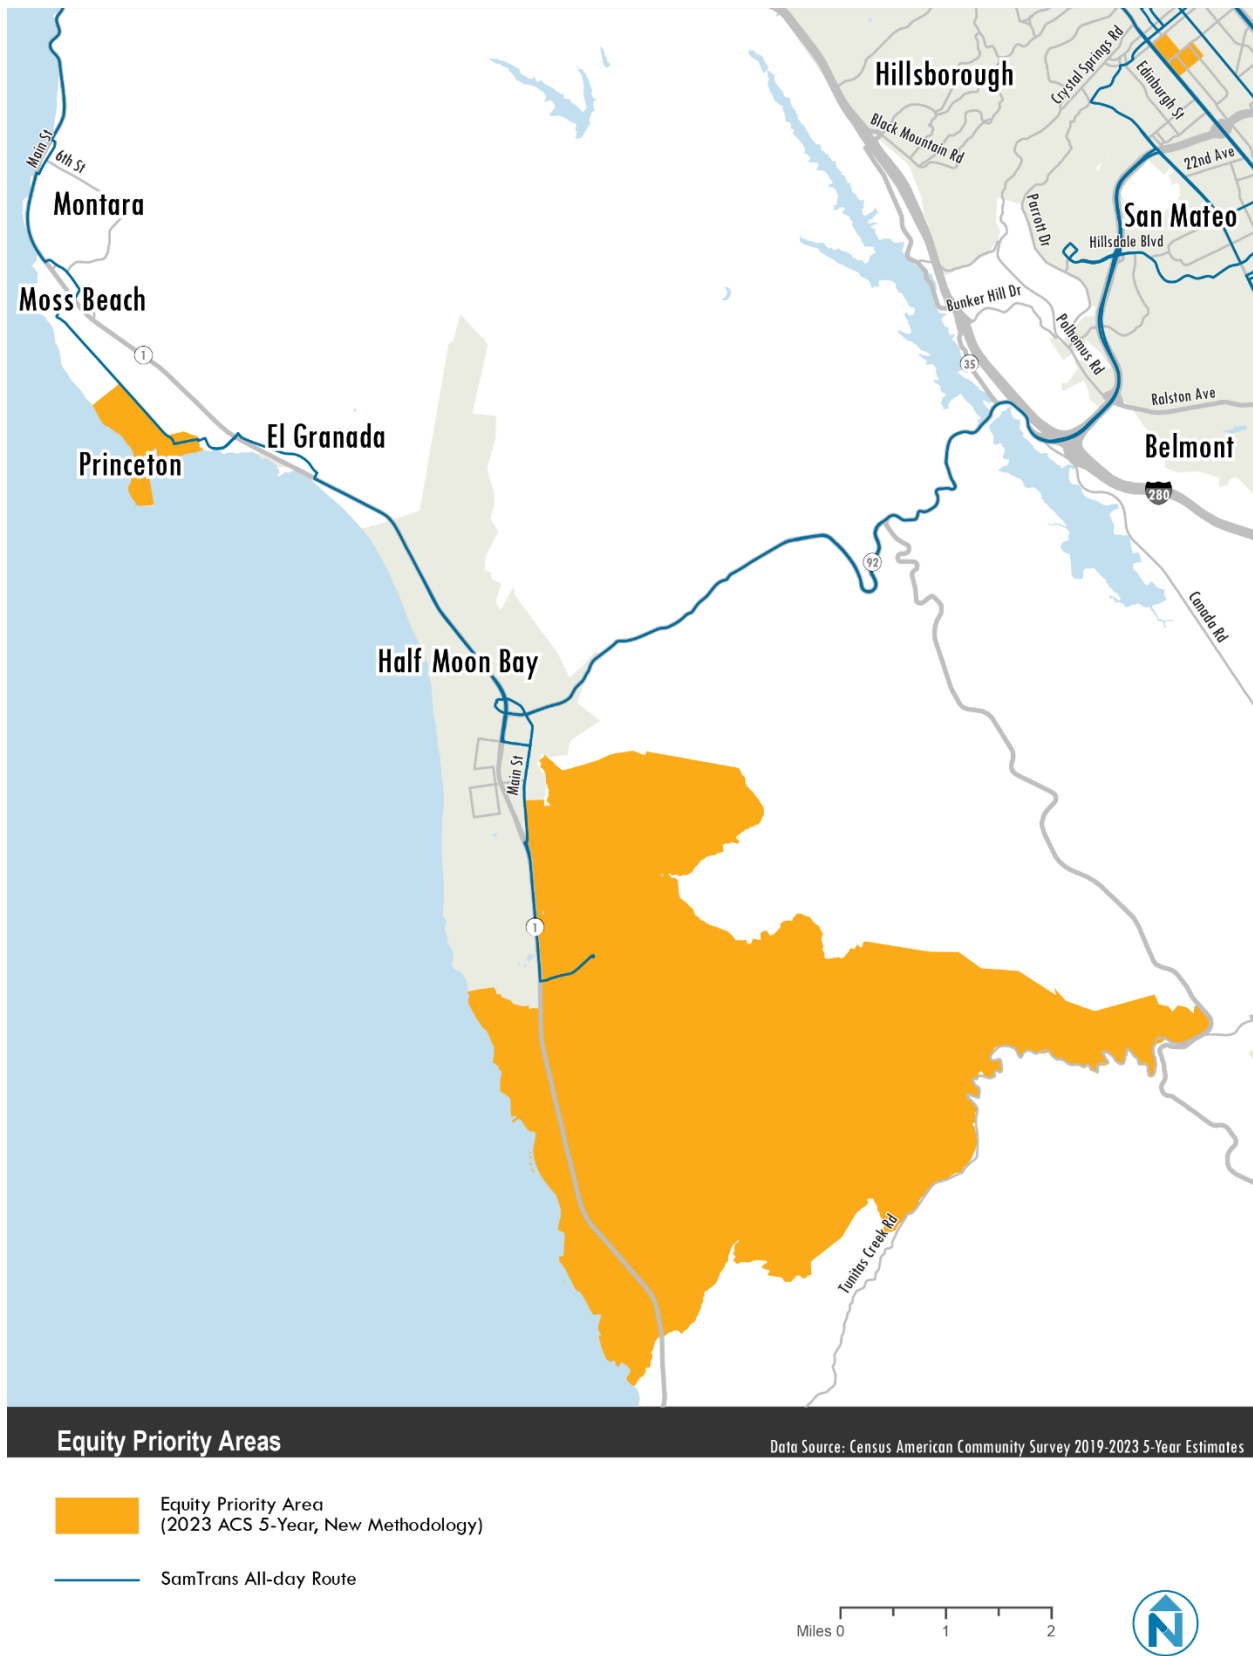 Hillsborough
Crystal Springs Rd
Edinburgh St
Black Mountain Rd
22nd Ave
Main St
6th St
Montara
Parrott Dr
San Mateo
Hillsdale Blvd
Moss Beach
Bunker Hill Dr
Polhemus Rd
1
35
Ralston Ave
El Granada
Princeton
Belmont
280
92
Canada Rd
Half Moon Bay
Main St
1
Tunitas Creek Rd
Equity Priority Areas
Data Source: Census American Community Survey 2019-2023 5-Year Estimates
Equity Priority Area
(2023 ACS 5-Year, New Methodology)
SamTrans All-day Route
Miles 0 1 2
N